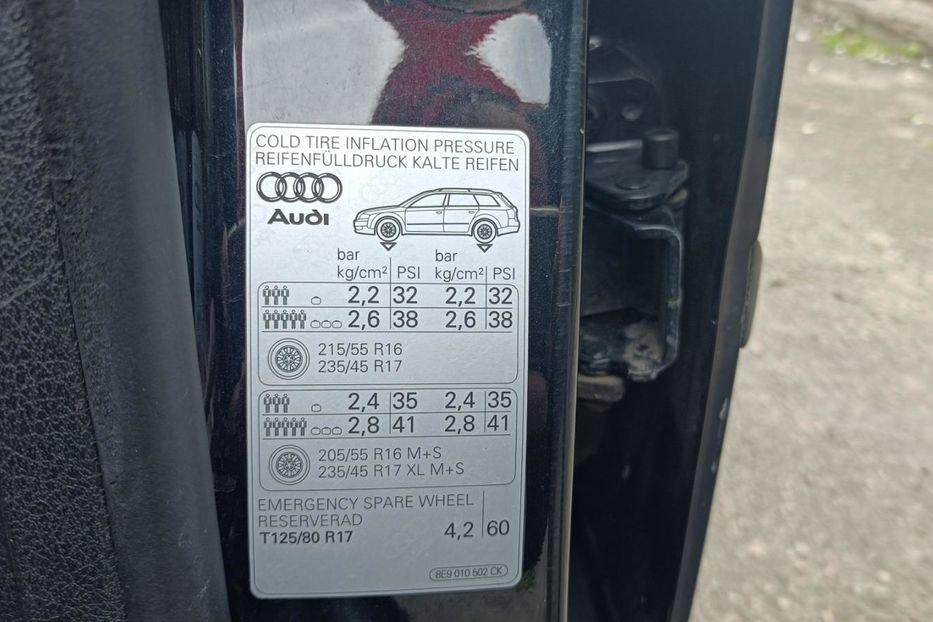 COLD TIRE INFLATION PRESSURE
REIFENFÜLLDRUCK KALTE REIFEN
Audi
bar PSI bar PSI
kg/cm² kg/cm²
2,2 32 2,2 32
2,6 38 2,6 38
215/55 R16
235/45 R17
2,4 35 2,4 35
2,8 41 2,8 41
205/55 R16 M+S
235/45 R17 XL M+S
EMERGENCY SPARE WHEEL
RESERVERAD
T125/80 R17 4,2 60
8E9 010 502 CK